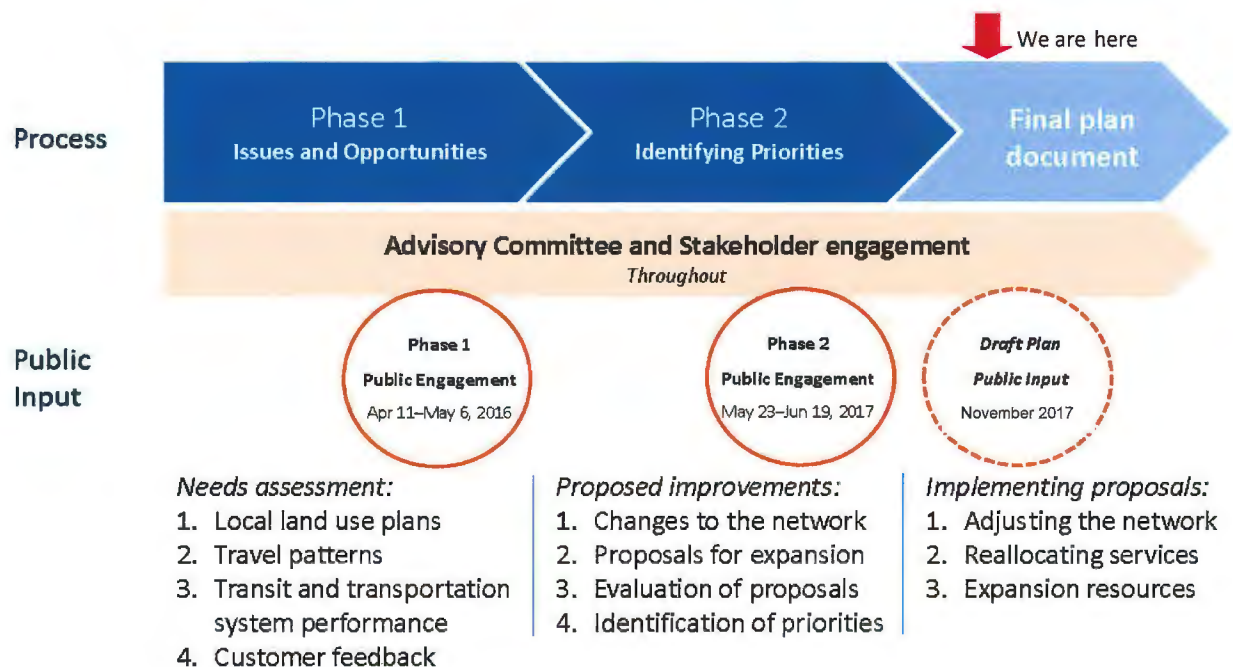 We are here
Process
Phase 1
Issues and Opportunities
Phase 2
Identifying Priorities
Final plan
document
Advisory Committee and Stakeholder engagement
Throughout
Public
Input
Phase 1
Public Engagement
Apr 11–May 6, 2016
Phase 2
Public Engagement
May 23–Jun 19, 2017
Draft Plan
Public Input
November 2017
Needs assessment:
1. Local land use plans
2. Travel patterns
3. Transit and transportation
system performance
4. Customer feedback
Proposed improvements:
1. Changes to the network
2. Proposals for expansion
3. Evaluation of proposals
4. Identification of priorities
Implementing proposals:
1. Adjusting the network
2. Reallocating services
3. Expansion resources